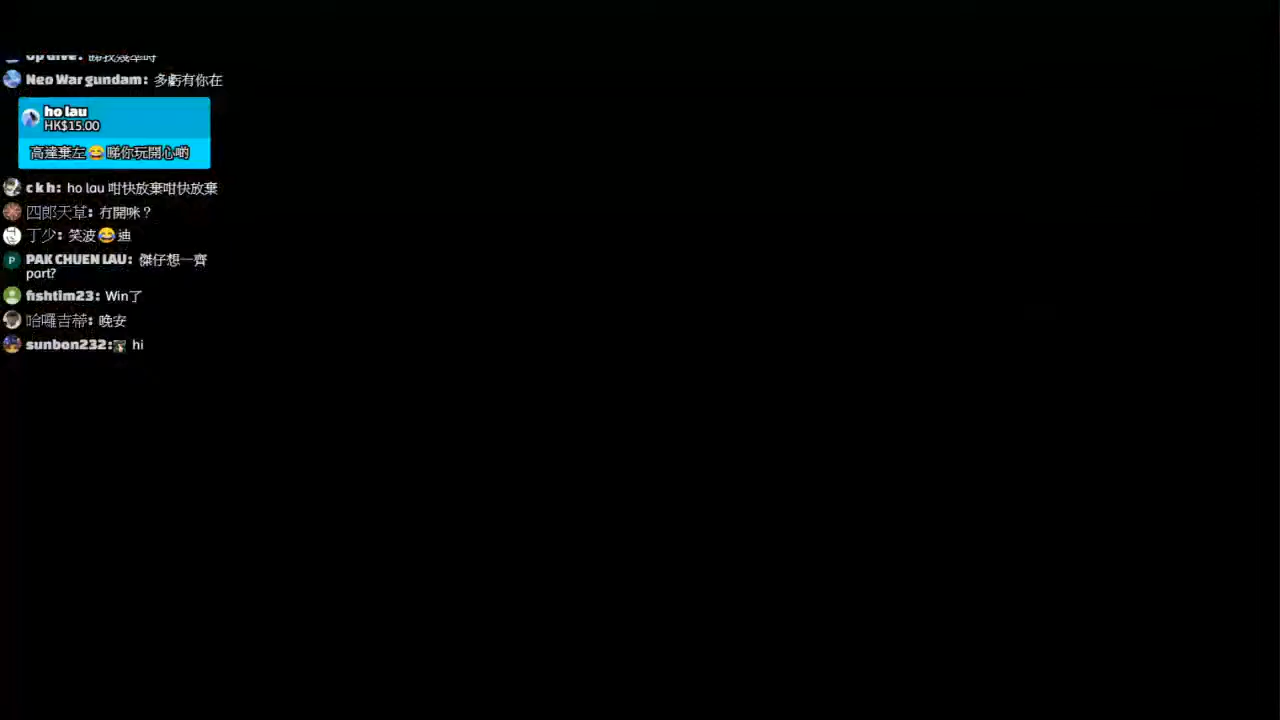 Neo War gundam: 多虧有你在
ho lau
HK$15.00
高達棄左😂睇你玩開心啲
c k h: ho lau 咁快放棄咁快放棄
四郎天草: 冇開咪？
丁少: 笑波😂迪
PAK CHUEN LAU: 傑仔想一齊
part?
fishtim23: Win了
哈囉吉蒂: 晚安
sunbon232: hi